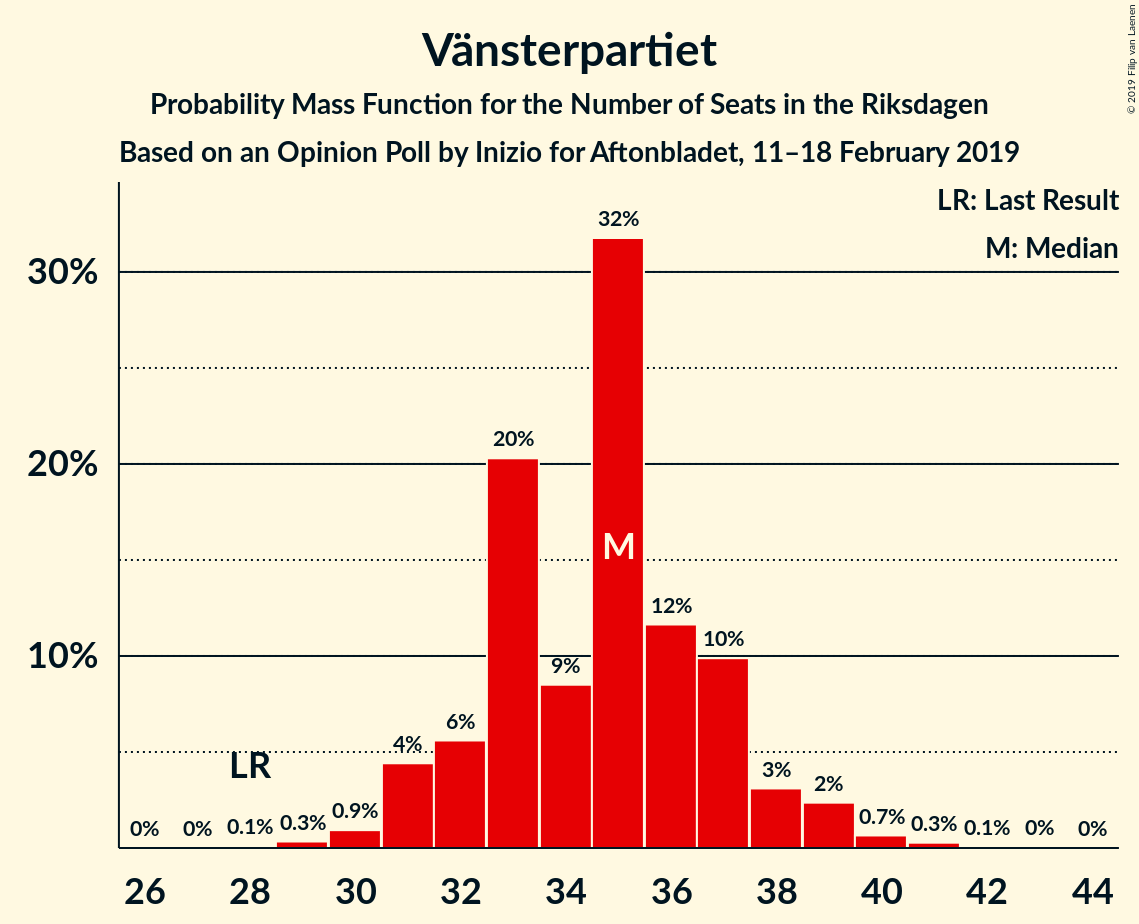 Vänsterpartiet
Probability Mass Function for the Number of Seats in the Riksdagen
Based on an Opinion Poll by Inizio for Aftonbladet, 11–18 February 2019
© 2019 Filip van Laenen
LR: Last Result
M: Median
30%
20%
10%
0% 0% 0.1% 0.3% 0.9% 4% 6% 20% 9% 32% 12% 10% 3% 2% 0.7% 0.3% 0.1% 0% 0%
LR
M
26 28 30 32 34 36 38 40 42 44